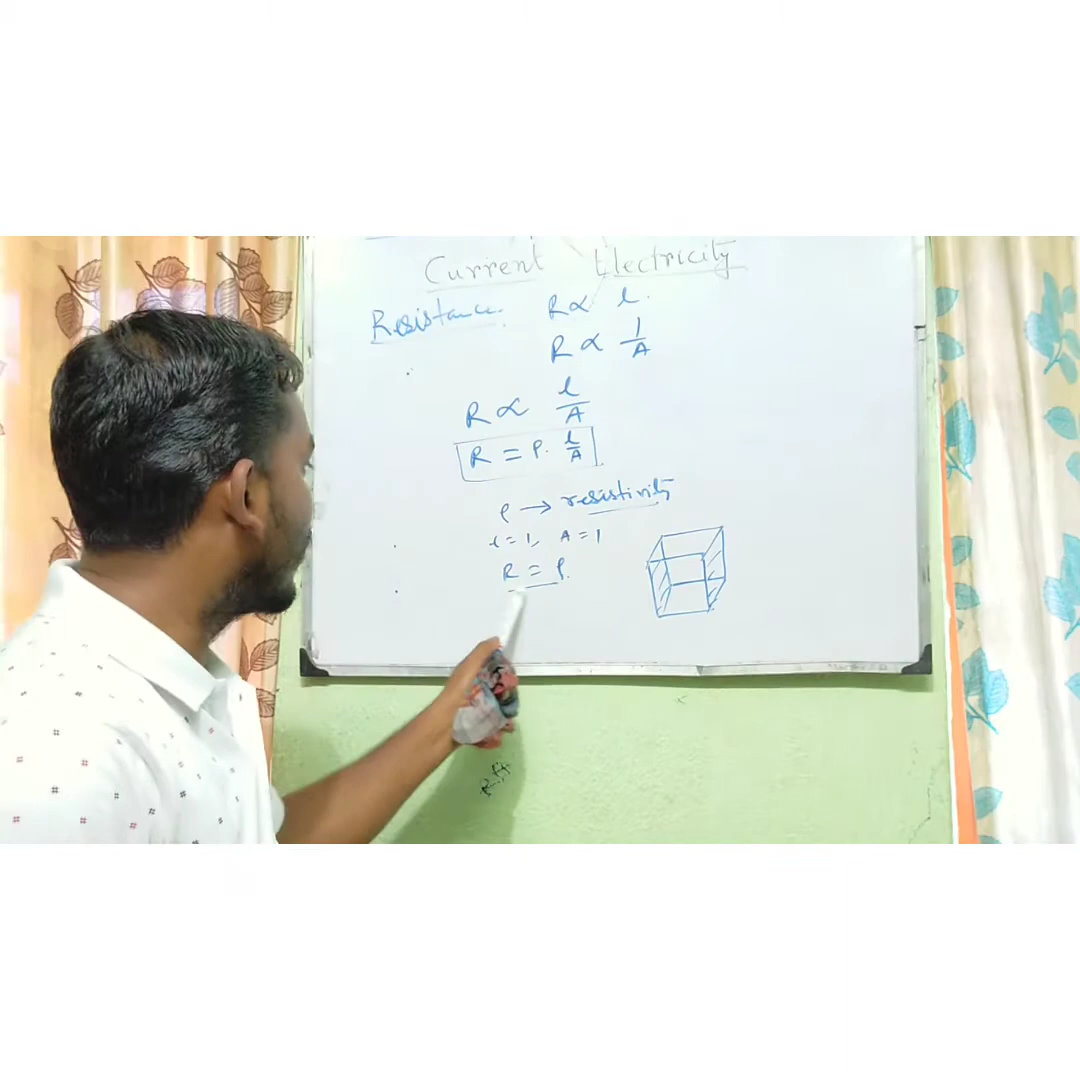 Current Electricity
Resistance. R ∝ l.
R ∝ 1/A
R ∝ l/A
R = ρ. l/A
ρ → resistivity
l = 1, A = 1
R = ρ.